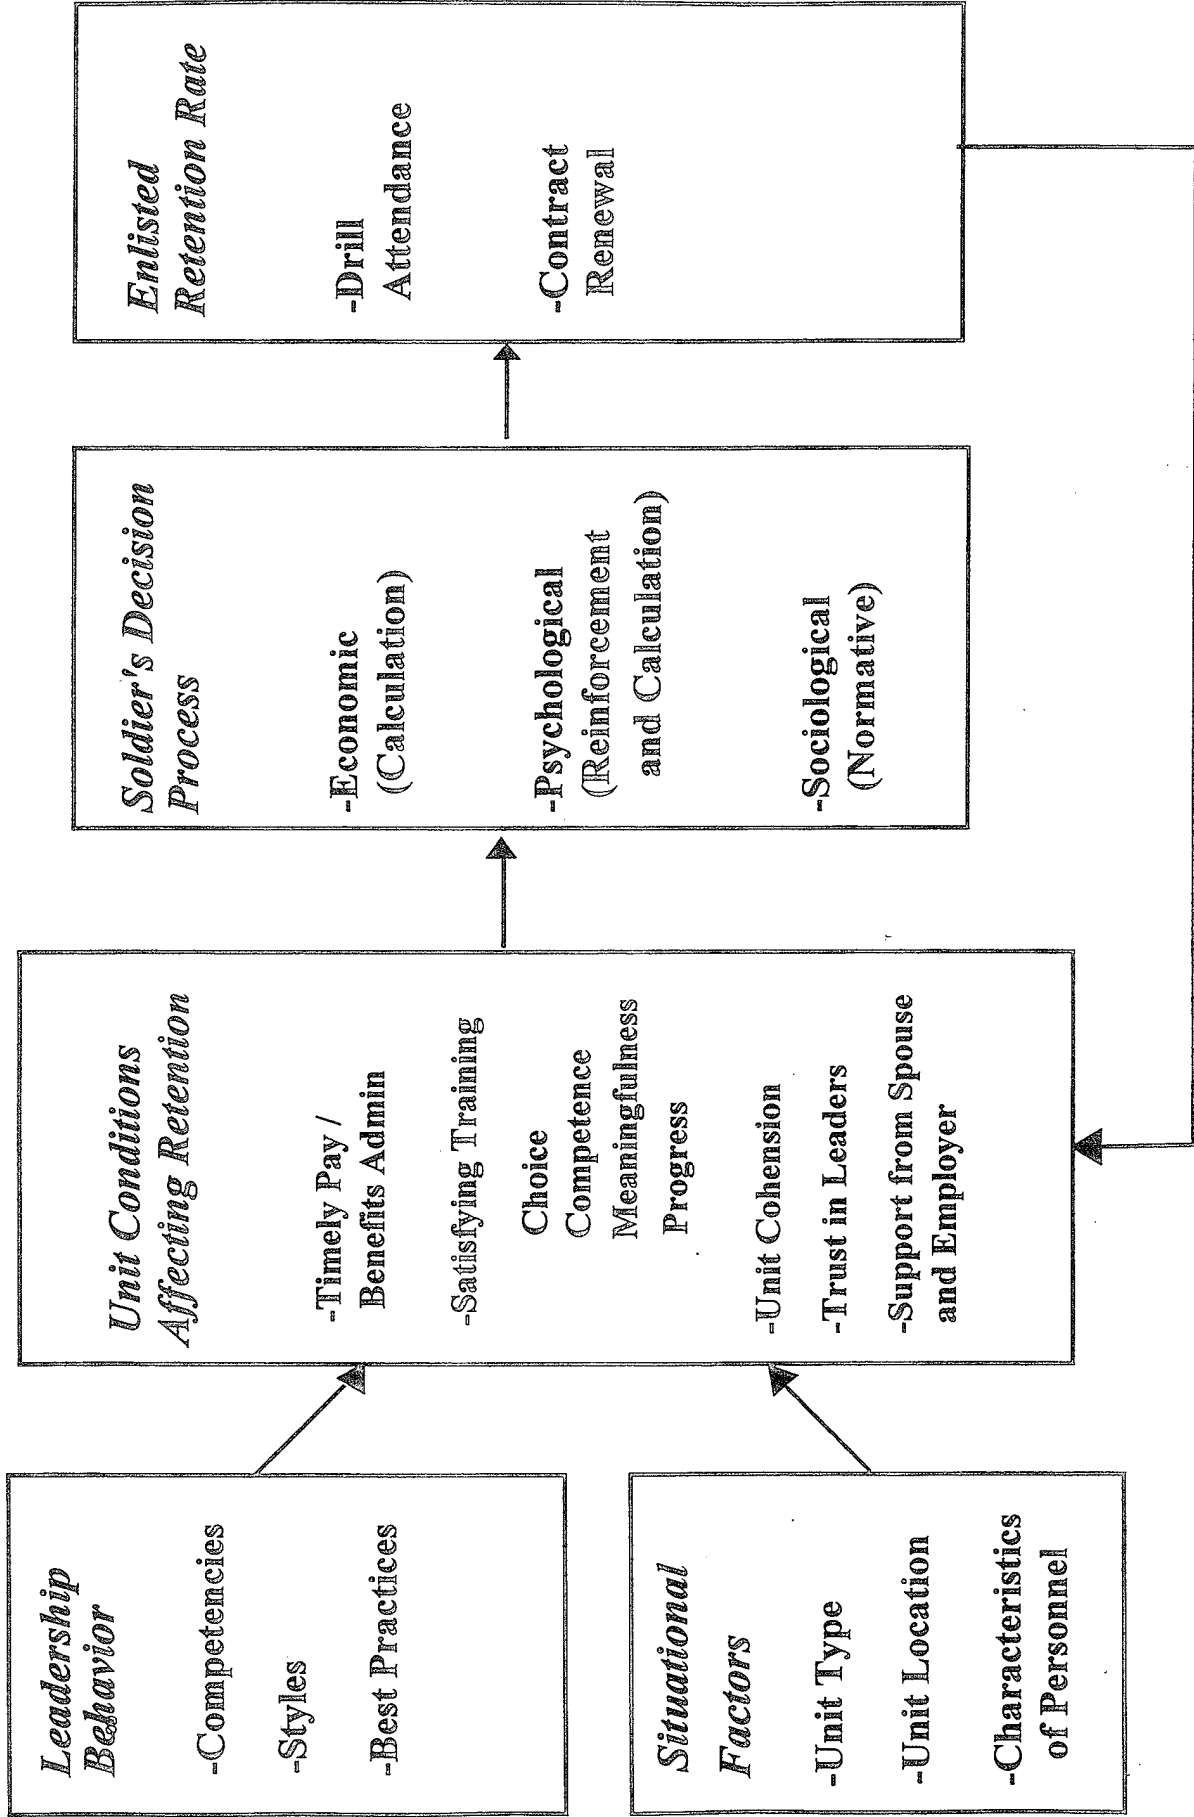 Leadership
Behavior
-Competencies
-Styles
-Best Practices
Situational
Factors
-Unit Type
-Unit Location
-Characteristics
of Personnel
Unit Conditions
Affecting Retention
-Timely Pay /
Benefits Admin
-Satisfying Training
Choice
Competence
Meaningfulness
Progress
-Unit Cohension
-Trust in Leaders
-Support from Spouse
and Employer
Soldier's Decision
Process
-Economic
(Calculation)
-Psychological
(Reinforcement
and Calculation)
-Sociological
(Normative)
Enlisted
Retention Rate
-Drill
Attendance
-Contract
Renewal